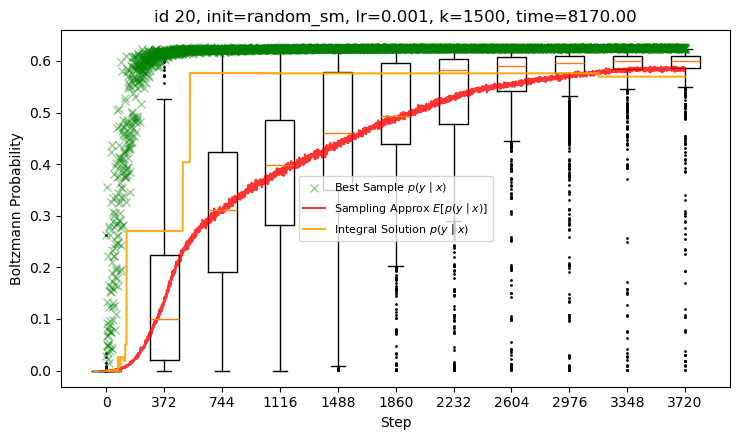 id 20, init=random_sm, lr=0.001, k=1500, time=8170.00
Boltzmann Probability
0.6
0.5
0.4
0.3
0.2
0.1
0.0
Best Sample p(y | x)
Sampling Approx E[p(y | x)]
Integral Solution p(y | x)
0 372 744 1116 1488 1860 2232 2604 2976 3348 3720
Step